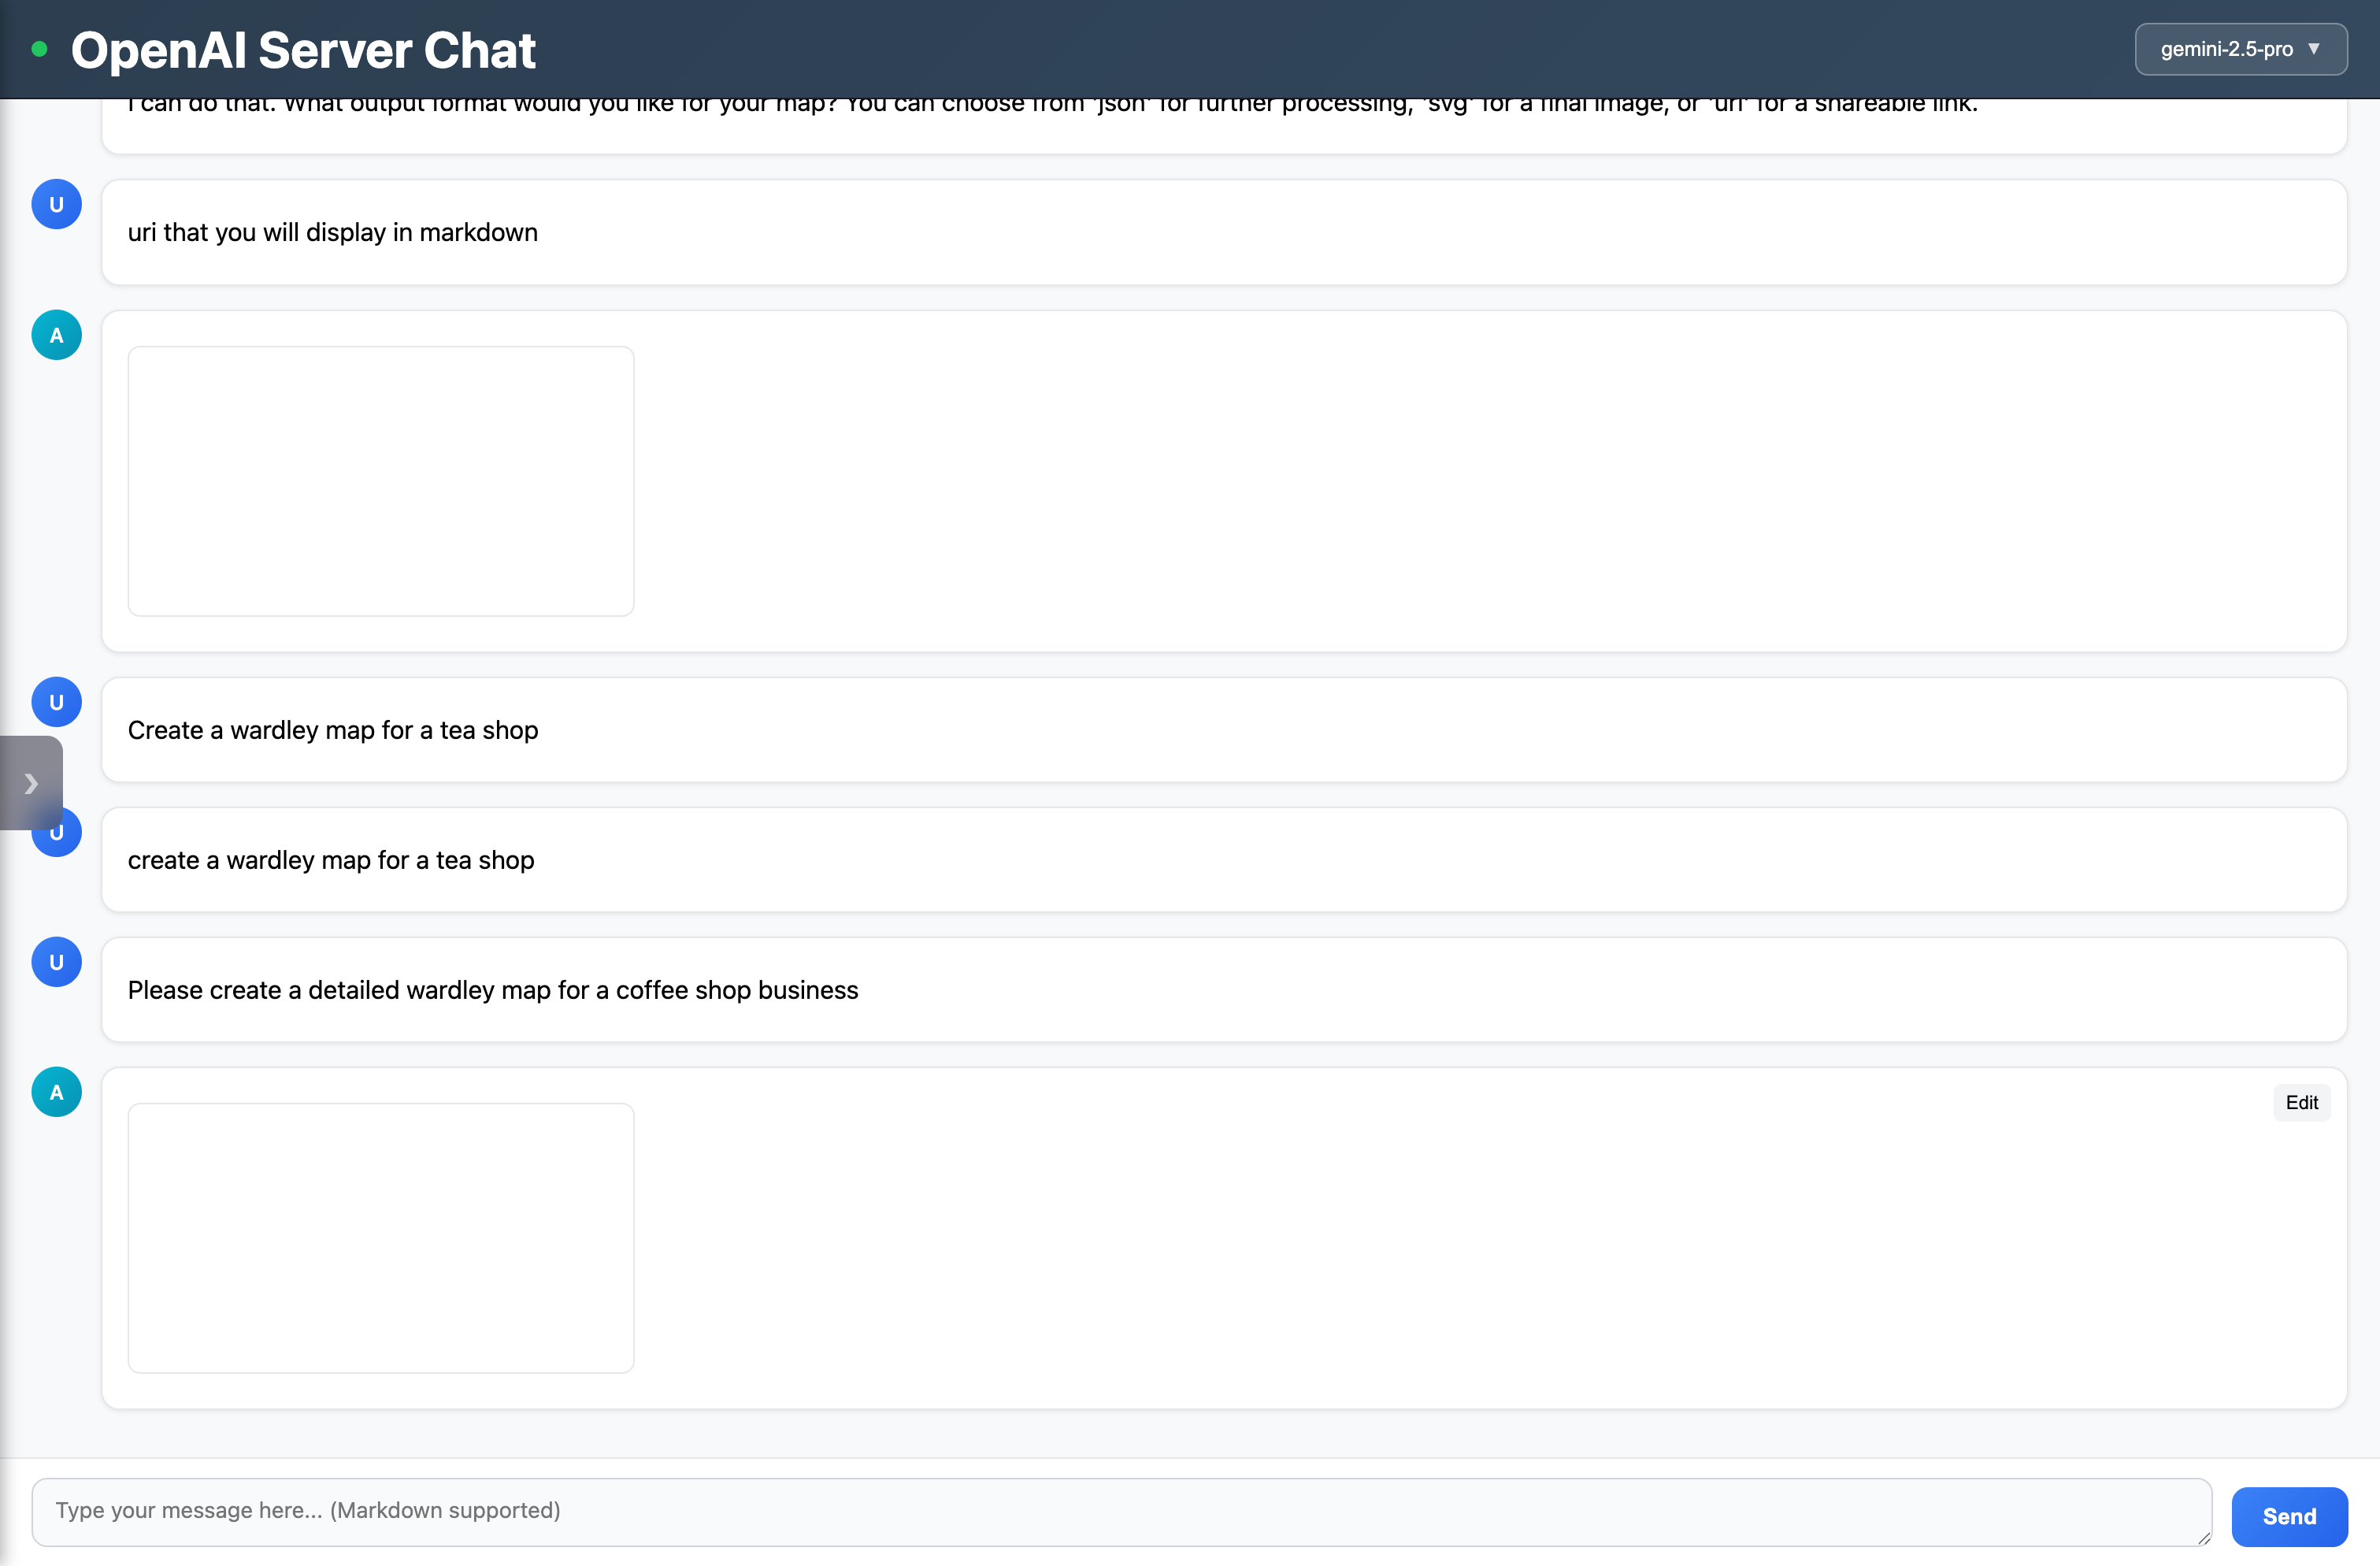 OpenAI Server Chat
gemini-2.5-pro ▼
I can do that. What output format would you like for your map? You can choose from 'json' for further processing, 'svg' for a final image, or 'uri' for a shareable link.
U
uri that you will display in markdown
A
U
Create a wardley map for a tea shop
U
create a wardley map for a tea shop
U
Please create a detailed wardley map for a coffee shop business
A
Edit
Type your message here... (Markdown supported)
Send